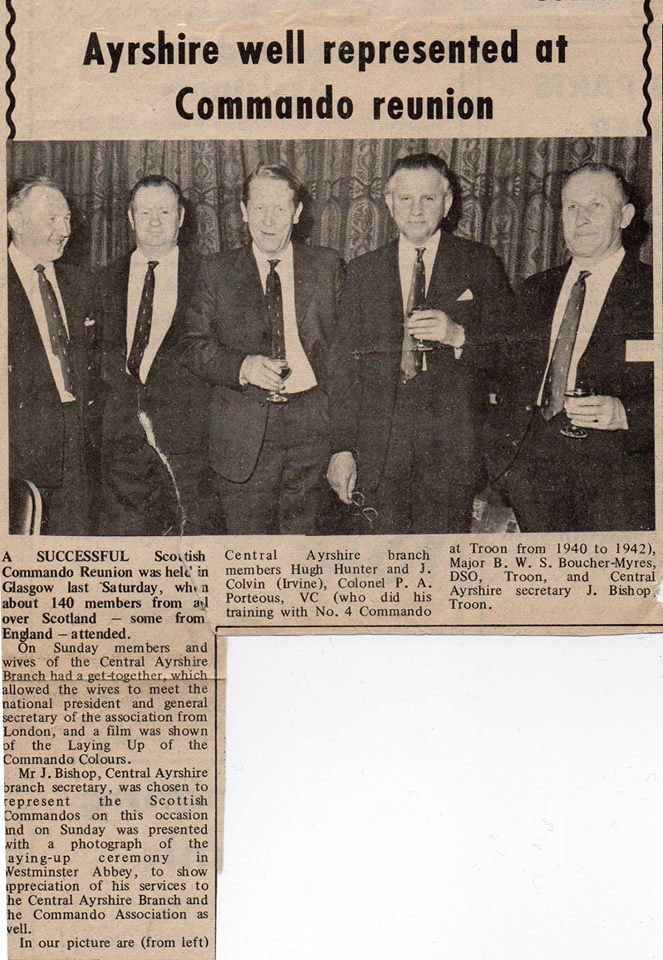 Ayrshire well represented at
Commando reunion
A SUCCESSFUL Scottish
Commando Reunion was held in
Glasgow last Saturday, when
about 140 members from all
over Scotland — some from
England — attended.
On Sunday members and
wives of the Central Ayrshire
Branch had a get-together, which
allowed the wives to meet the
national president and general
secretary of the association from
London, and a film was shown
of the Laying Up of the
Commando Colours.
Mr J. Bishop, Central Ayrshire
branch secretary, was chosen to
represent the Scottish
Commandos on this occasion
and on Sunday was presented
with a photograph of the
laying-up ceremony in
Westminster Abbey, to show
appreciation of his services to
the Central Ayrshire Branch and
the Commando Association as
well.
In our picture are (from left)
Central Ayrshire branch
members Hugh Hunter and J.
Colvin (Irvine), Colonel P. A.
Porteous, VC (who did his
training with No. 4 Commando
at Troon from 1940 to 1942),
Major B. W. S. Boucher-Myres,
DSO, Troon, and Central
Ayrshire secretary J. Bishop,
Troon.